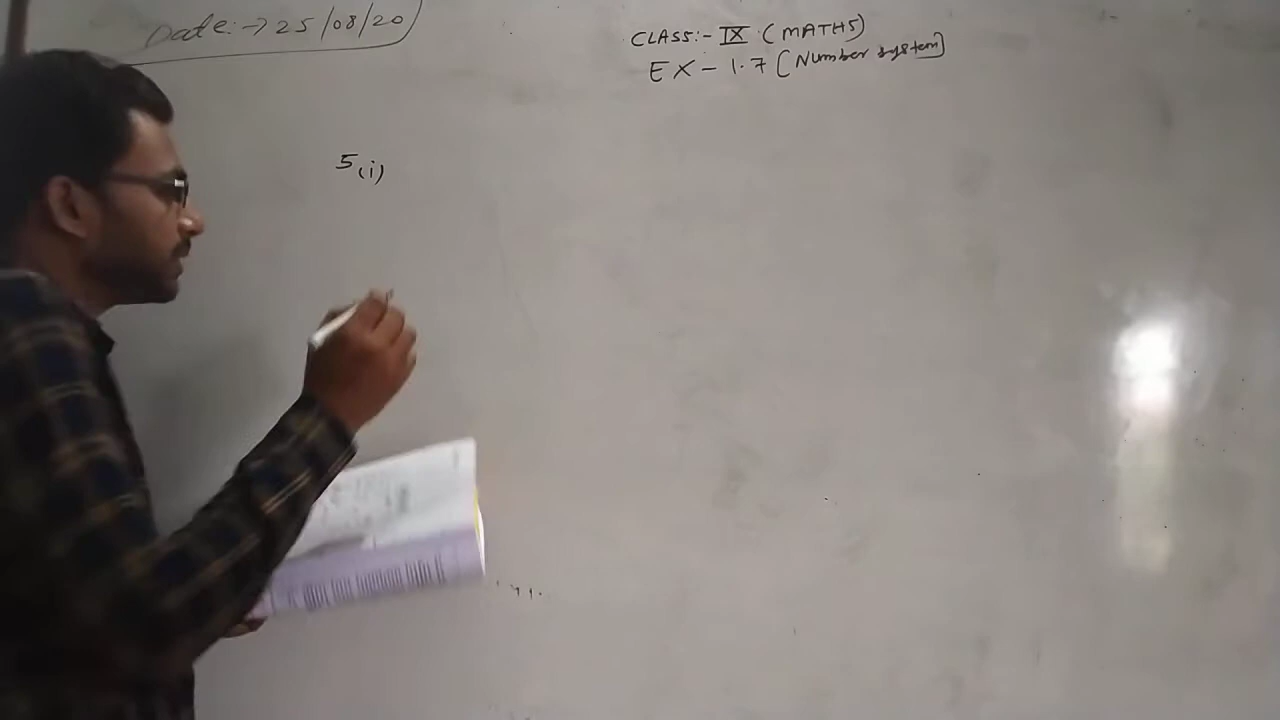 Date:→25/08/20
CLASS:- IX (MATHS)
EX - 1.7 [Number system]
5(i)